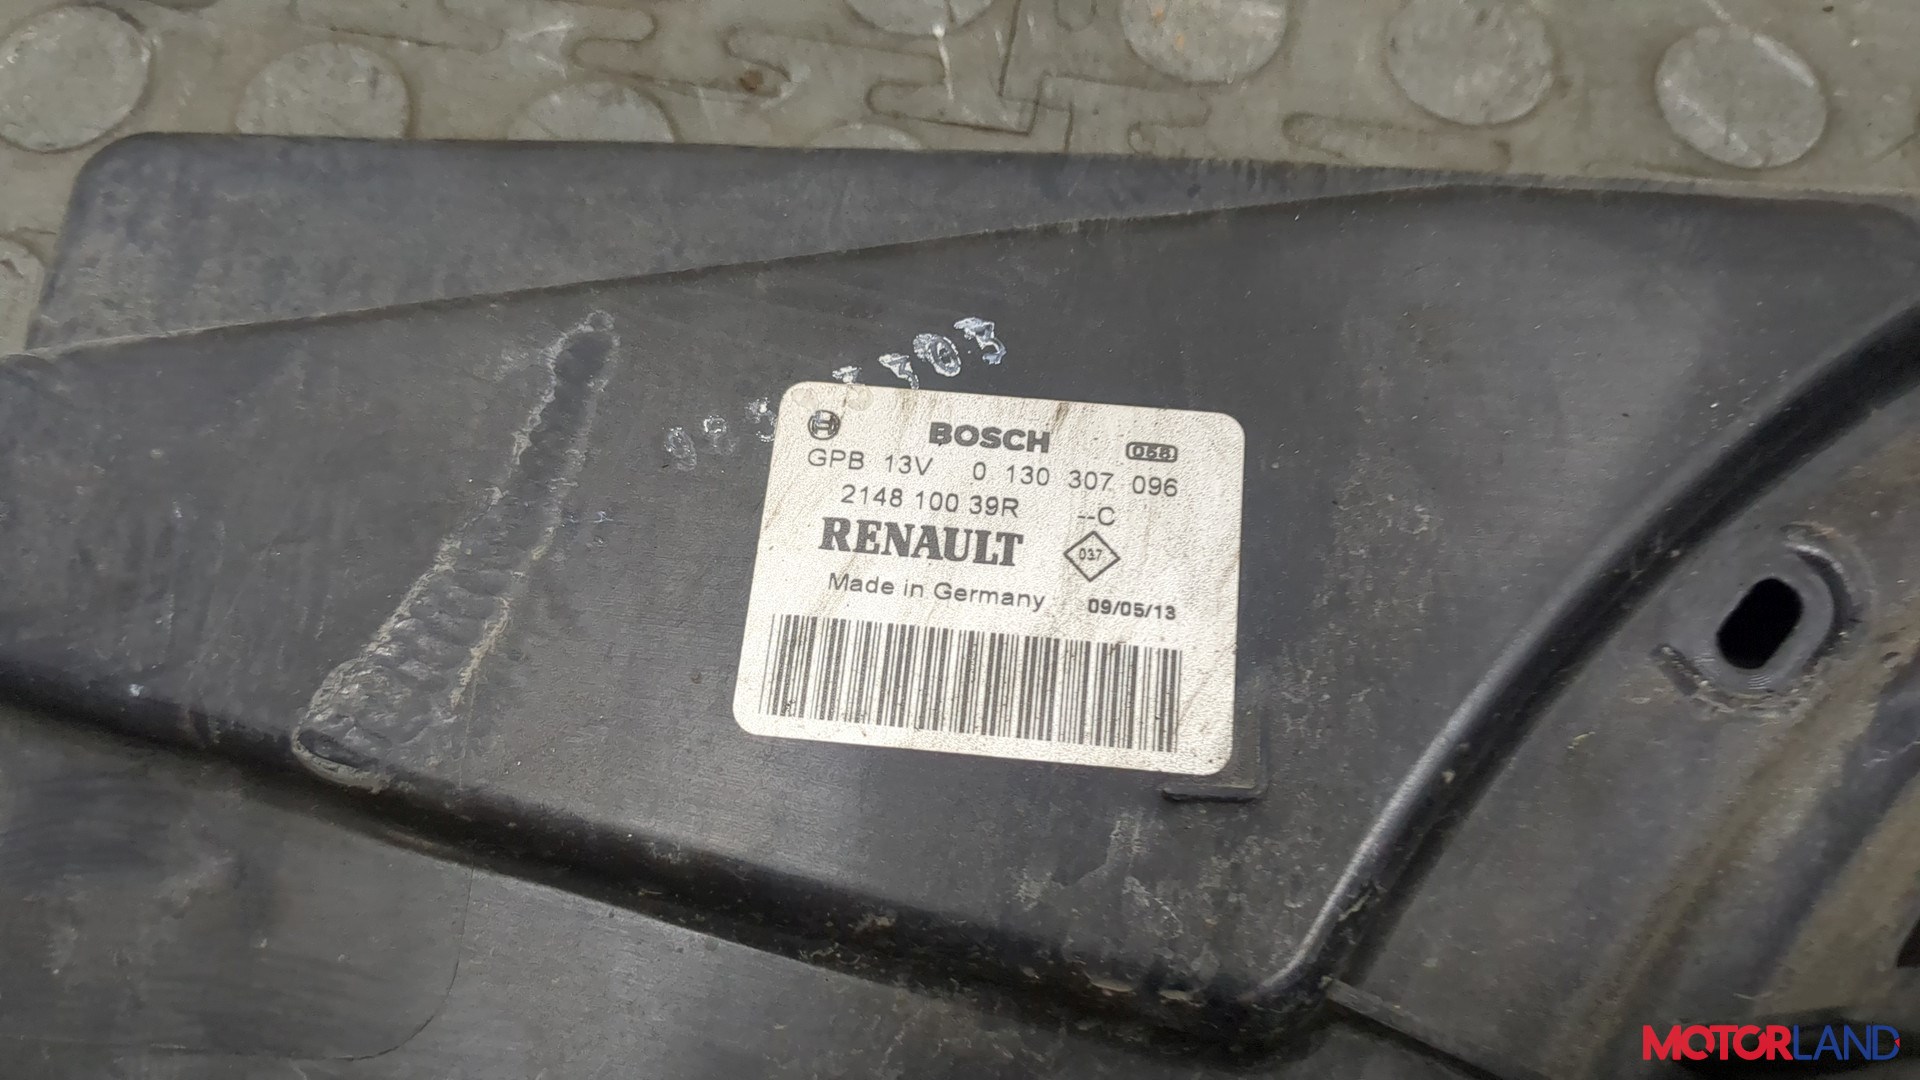 BOSCH 058
GPB 13V 0 130 307 096
2148 100 39R --C
RENAULT 037
Made in Germany 09/05/13
MOTORLAND